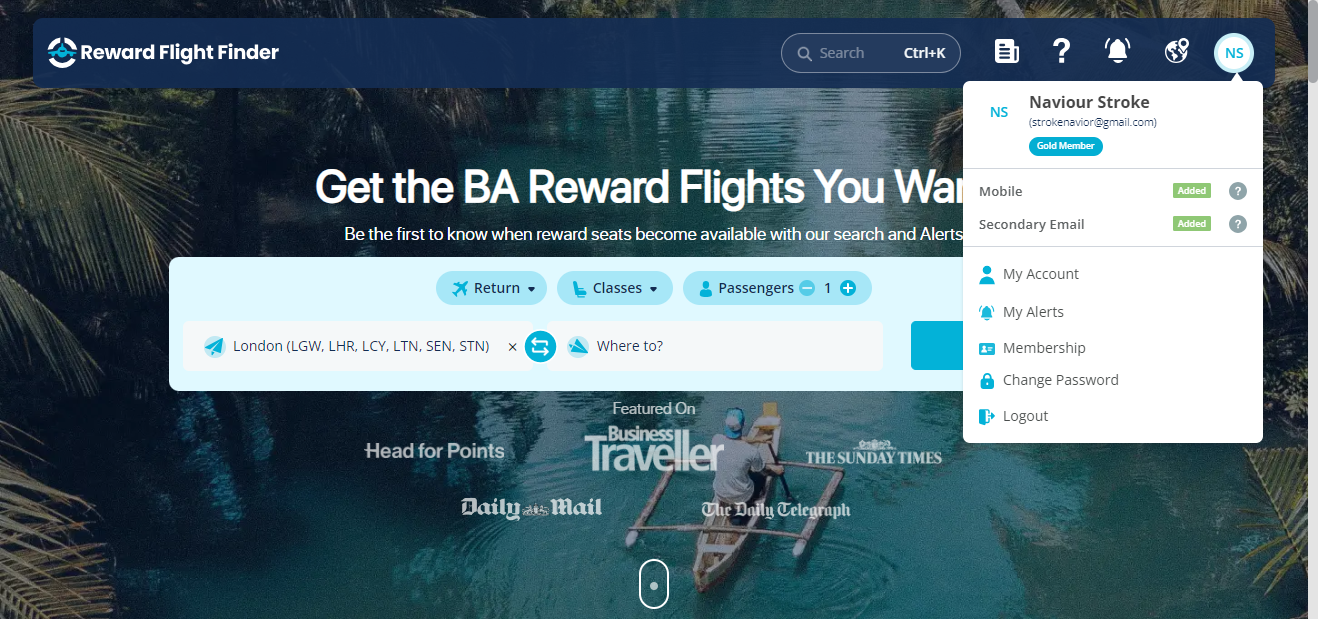 Reward Flight Finder
Search Ctrl+K
NS
NS
Naviour Stroke
(strokenavior@gmail.com)
Gold Member
Mobile Added ?
Secondary Email Added ?
My Account
My Alerts
Membership
Change Password
Logout
Get the BA Reward Flights You Wan
Be the first to know when reward seats become available with our search and Alerts
Return Classes Passengers 1
London (LGW, LHR, LCY, LTN, SEN, STN) × Where to?
Featured On
Head for Points
Business
Traveller
THE SUNDAY TIMES
Daily Mail
The Daily Telegraph